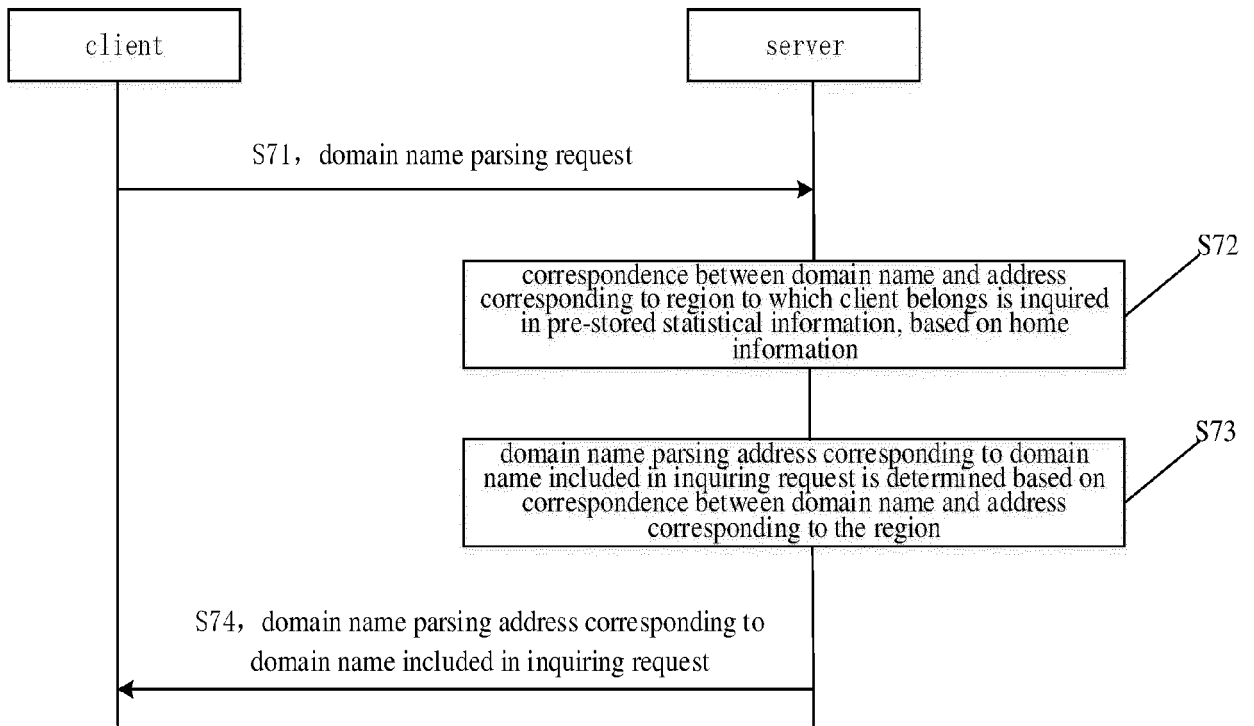 client
server
S71, domain name parsing request
S72
correspondence between domain name and address
corresponding to region to which client belongs is inquired
in pre-stored statistical information, based on home
information
S73
domain name parsing address corresponding to domain
name included in inquiring request is determined based on
correspondence between domain name and address
corresponding to the region
S74, domain name parsing address corresponding to
domain name included in inquiring request